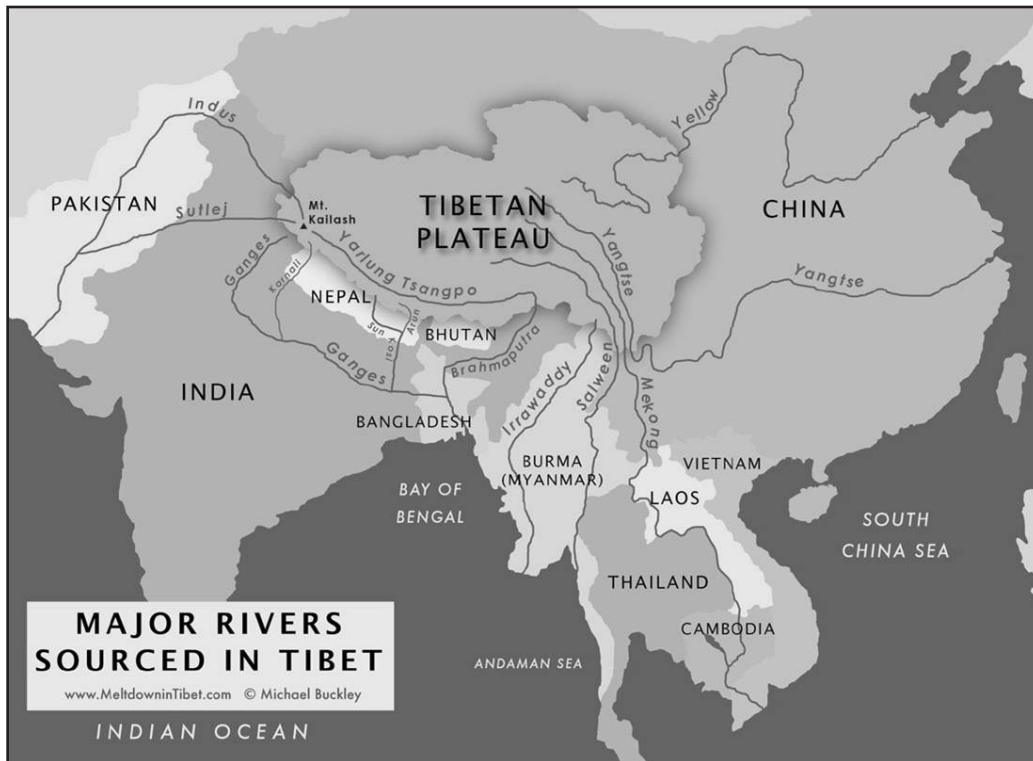 Indus
Yellow
PAKISTAN
Mt.
Kailash
TIBETAN
PLATEAU
CHINA
Sutlej
Ganges
Karnali
Yarlung Tsangpo
Yangtse
Yangtse
NEPAL
Sun
Kosi
Arun
BHUTAN
Brahmaputra
Ganges
INDIA
BANGLADESH
Irrawaddy
Salween
Mekong
BURMA
(MYANMAR)
VIETNAM
LAOS
BAY OF
BENGAL
SOUTH
CHINA SEA
THAILAND
CAMBODIA
MAJOR RIVERS
SOURCED IN TIBET
www.MeltdowninTibet.com © Michael Buckley
ANDAMAN SEA
INDIAN OCEAN